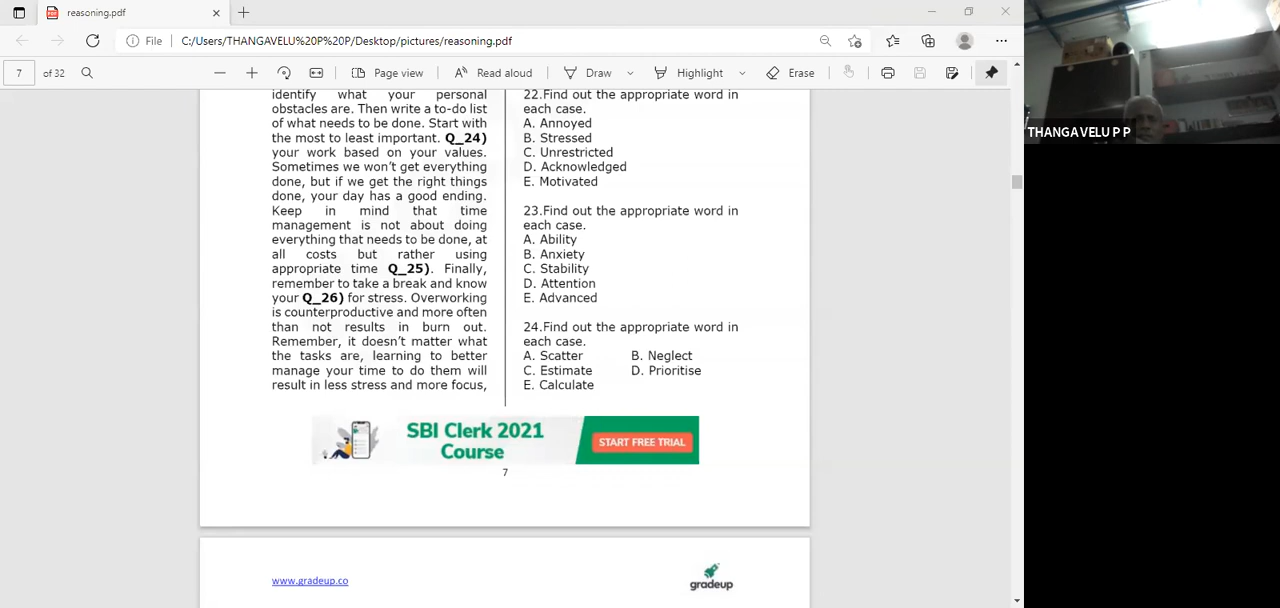 reasoning.pdf
File
C:/Users/THANGAVELU%20P%20P/Desktop/pictures/reasoning.pdf
7 of 32
Page view
Read aloud
Draw
Highlight
Erase
identify what your personal
obstacles are. Then write a to-do list
of what needs to be done. Start with
the most to least important. Q_24)
your work based on your values.
Sometimes we won't get everything
done, but if we get the right things
done, your day has a good ending.
Keep in mind that time
management is not about doing
everything that needs to be done, at
all costs but rather using
appropriate time Q_25). Finally,
remember to take a break and know
your Q_26) for stress. Overworking
is counterproductive and more often
than not results in burn out.
Remember, it doesn't matter what
the tasks are, learning to better
manage your time to do them will
result in less stress and more focus,
22.Find out the appropriate word in
each case.
A. Annoyed
B. Stressed
C. Unrestricted
D. Acknowledged
E. Motivated
23.Find out the appropriate word in
each case.
A. Ability
B. Anxiety
C. Stability
D. Attention
E. Advanced
24.Find out the appropriate word in
each case.
A. Scatter B. Neglect
C. Estimate D. Prioritise
E. Calculate
SBI Clerk 2021
Course
START FREE TRIAL
7
www.gradeup.co
gradeup
THANGAVELU P P